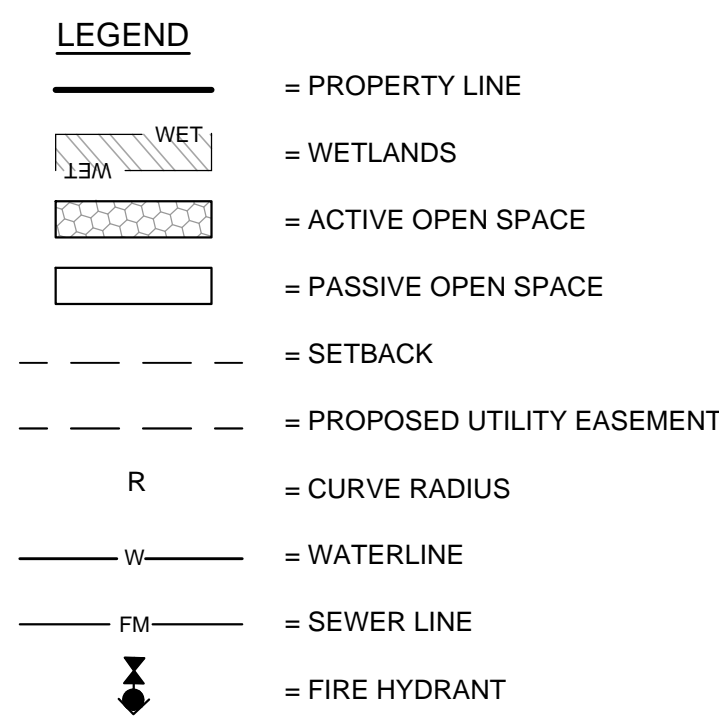 LEGEND
= PROPERTY LINE
WET
WET
= WETLANDS
= ACTIVE OPEN SPACE
= PASSIVE OPEN SPACE
= SETBACK
= PROPOSED UTILITY EASEMENT
R = CURVE RADIUS
W = WATERLINE
FM = SEWER LINE
= FIRE HYDRANT